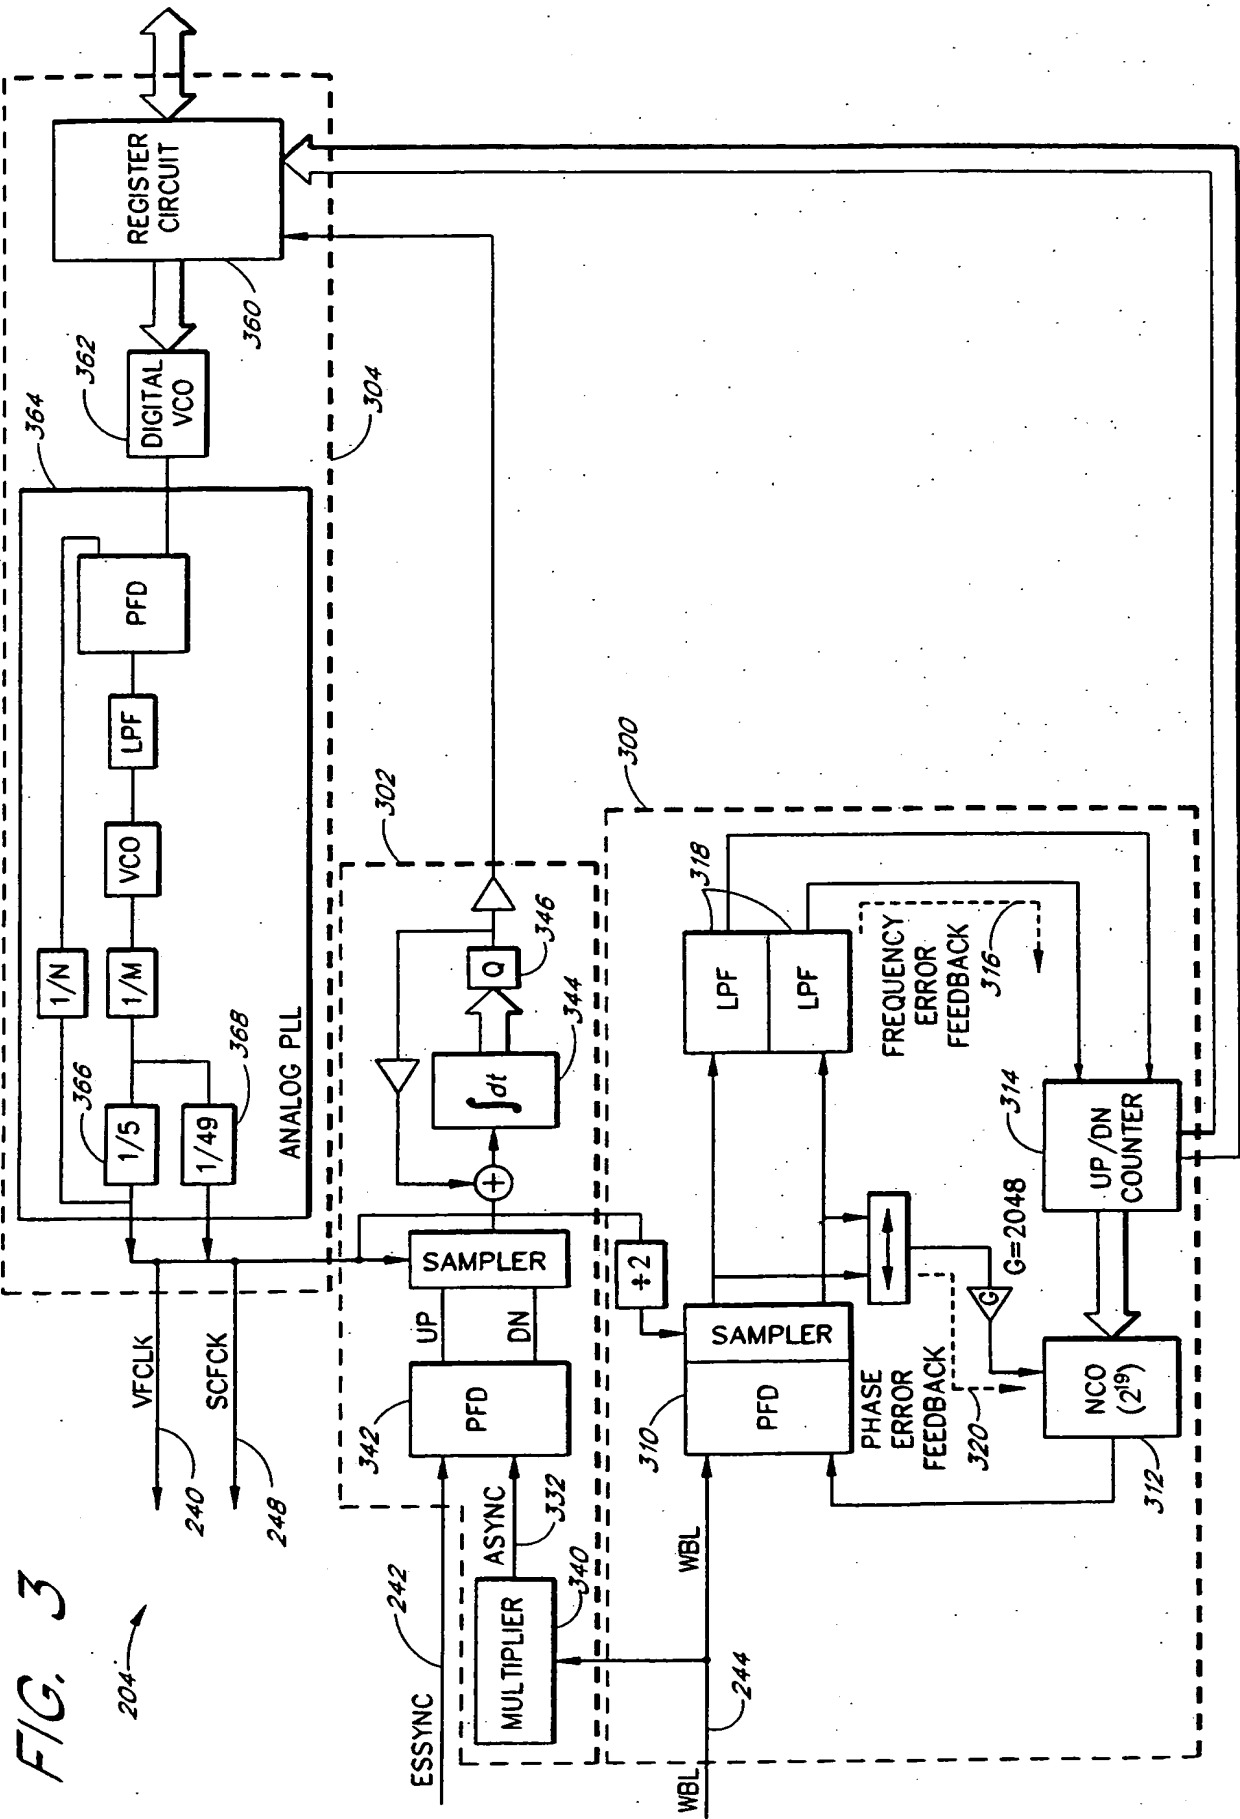 FIG. 3
204
VFCLK
240
SCFCK
248
364
1/N
1/5
366
1/M
1/49
368
VCO
LPF
PFD
ANALOG PLL
362
DIGITAL
VCO
REGISTER
CIRCUIT
360
304
ESSYNC
242
MULTIPLIER
340
ASYNC
332
342
PFD
UP
DN
SAMPLER
+
∫dt
344
Q
346
302
WBL
244
WBL
310
PFD
SAMPLER
÷2
LPF
LPF
318
300
PHASE
ERROR
FEEDBACK
320
G
G=2048
FREQUENCY
ERROR
FEEDBACK
316
NCO
(2¹⁹)
312
UP/DN
COUNTER
314